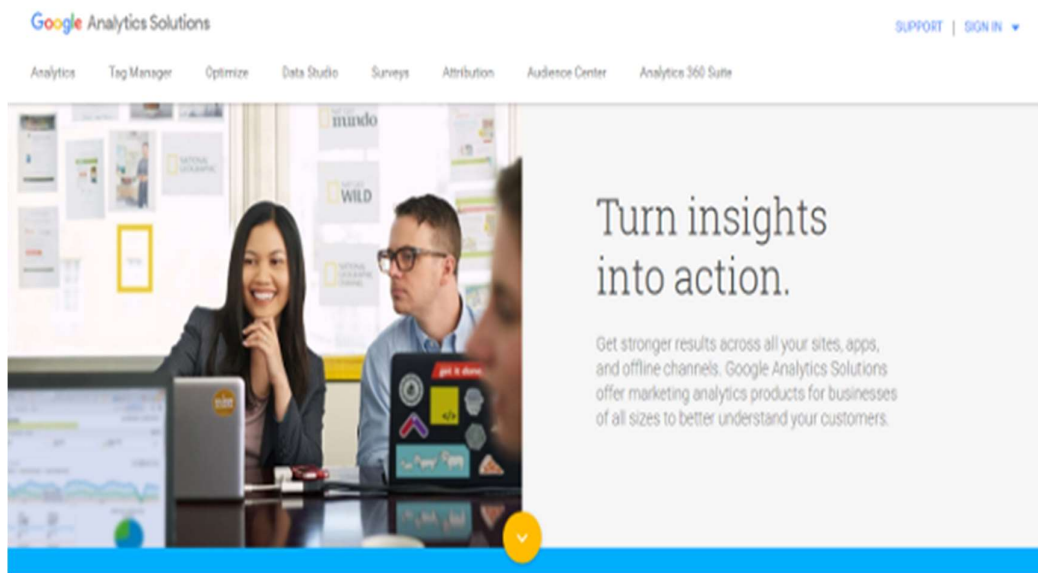 Google Analytics Solutions
SUPPORT | SIGN IN
Analytics Tag Manager Optimize Data Studio Surveys Attribution Audience Center Analytics 360 Suite
mundo
NATIONAL
GEOGRAPHIC
WILD
Turn insights
into action.
Get stronger results across all your sites, apps,
and offline channels. Google Analytics Solutions
offer marketing analytics products for businesses
of all sizes to better understand your customers.
get it done
</>